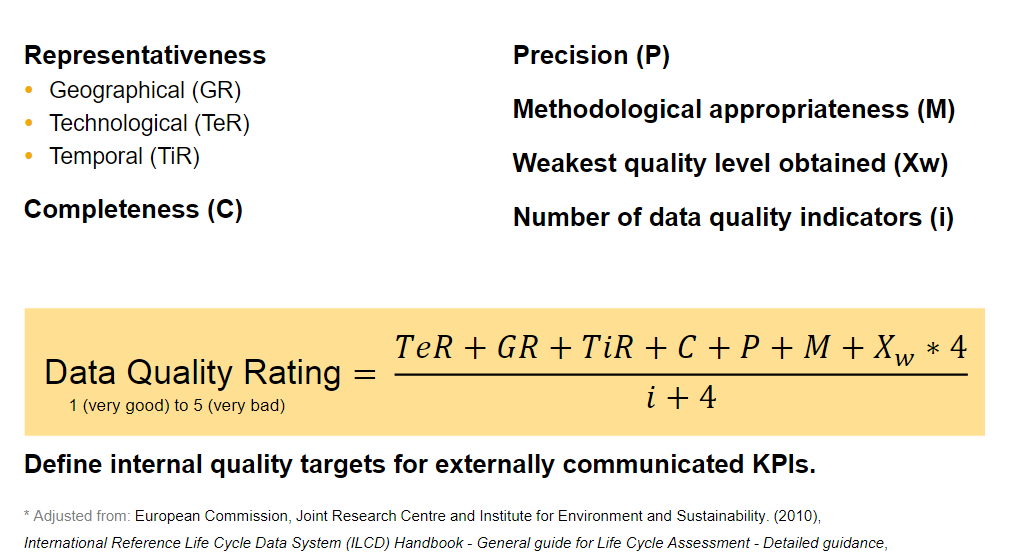 Representativeness
• Geographical (GR)
• Technological (TeR)
• Temporal (TiR)
Completeness (C)
Precision (P)
Methodological appropriateness (M)
Weakest quality level obtained (Xw)
Number of data quality indicators (i)
Data Quality Rating = (TeR + GR + TiR + C + P + M + X_w * 4) / (i + 4)
1 (very good) to 5 (very bad)
Define internal quality targets for externally communicated KPIs.
* Adjusted from: European Commission, Joint Research Centre and Institute for Environment and Sustainability. (2010),
International Reference Life Cycle Data System (ILCD) Handbook - General guide for Life Cycle Assessment - Detailed guidance,